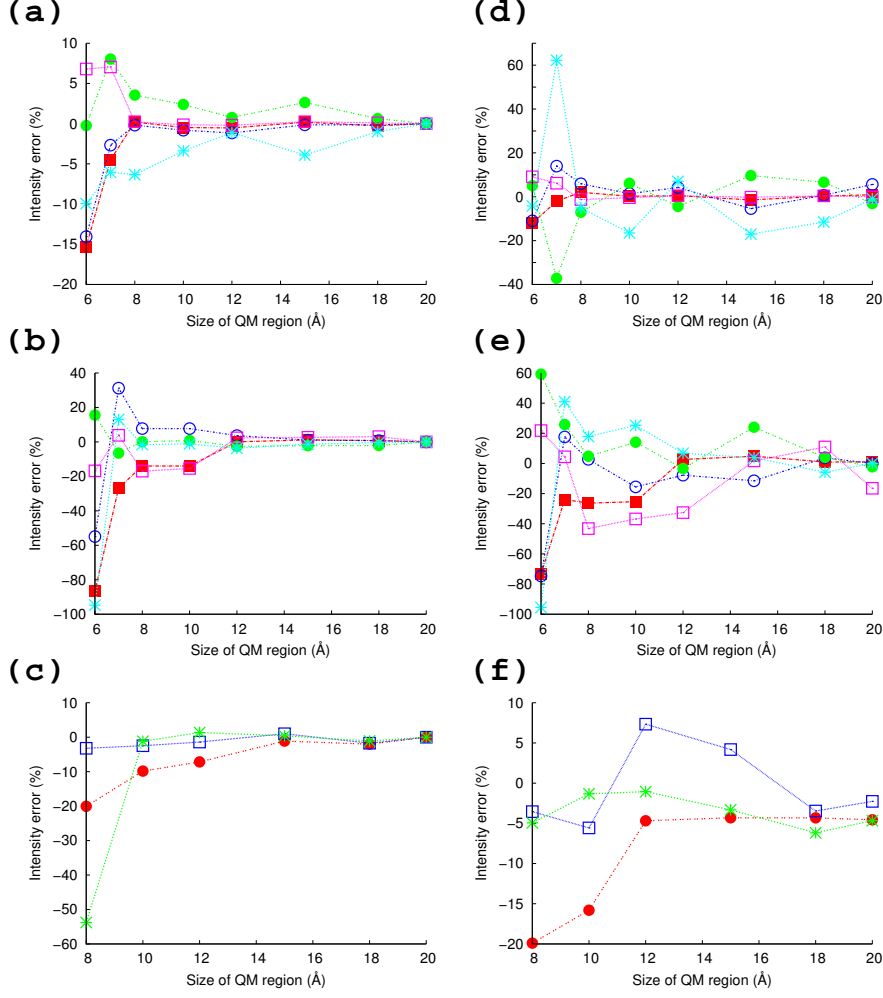 (a)
10
5
0
−5
−10
−15
−20
6 8 10 12 14 16 18 20
Intensity error (%)
Size of QM region (Å)
(d)
60
40
20
0
−20
−40
6 8 10 12 14 16 18 20
Intensity error (%)
Size of QM region (Å)
(b)
40
20
0
−20
−40
−60
−80
−100
6 8 10 12 14 16 18 20
Intensity error (%)
Size of QM region (Å)
(e)
60
40
20
0
−20
−40
−60
−80
−100
6 8 10 12 14 16 18 20
Intensity error (%)
Size of QM region (Å)
(c)
10
0
−10
−20
−30
−40
−50
−60
8 10 12 14 16 18 20
Intensity error (%)
Size of QM region (Å)
(f)
10
5
0
−5
−10
−15
−20
8 10 12 14 16 18 20
Intensity error (%)
Size of QM region (Å)